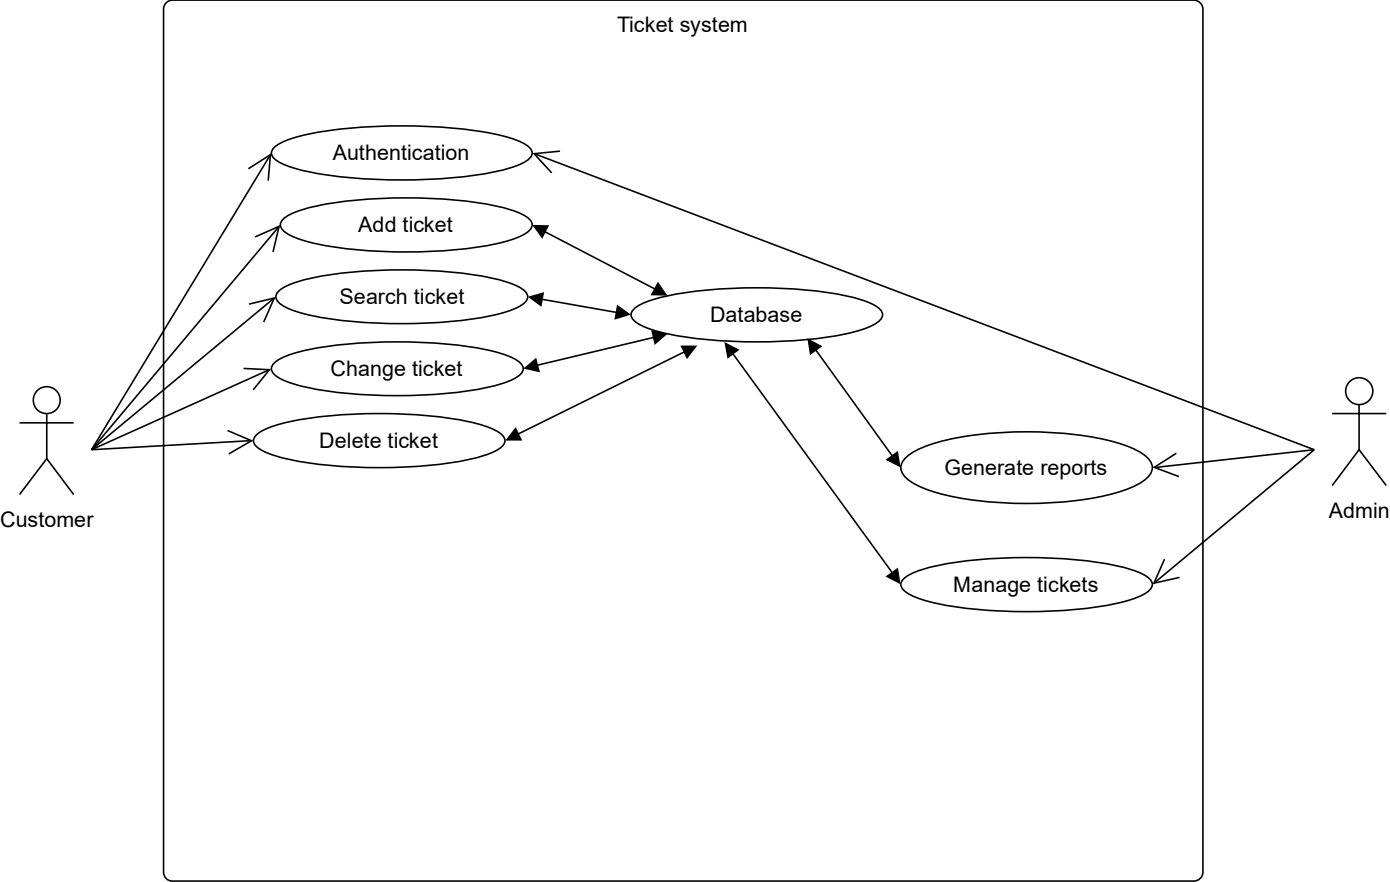 Ticket system
Authentication
Add ticket
Search ticket
Database
Change ticket
Delete ticket
Generate reports
Customer
Admin
Manage tickets